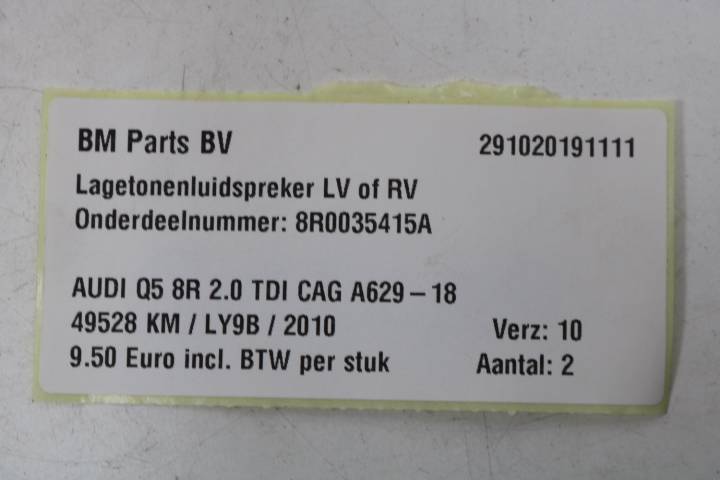 BM Parts BV 291020191111
Lagetonenluidspreker LV of RV
Onderdeelnummer: 8R0035415A
AUDI Q5 8R 2.0 TDI CAG A629 – 18
49528 KM / LY9B / 2010 Verz: 10
9.50 Euro incl. BTW per stuk Aantal: 2